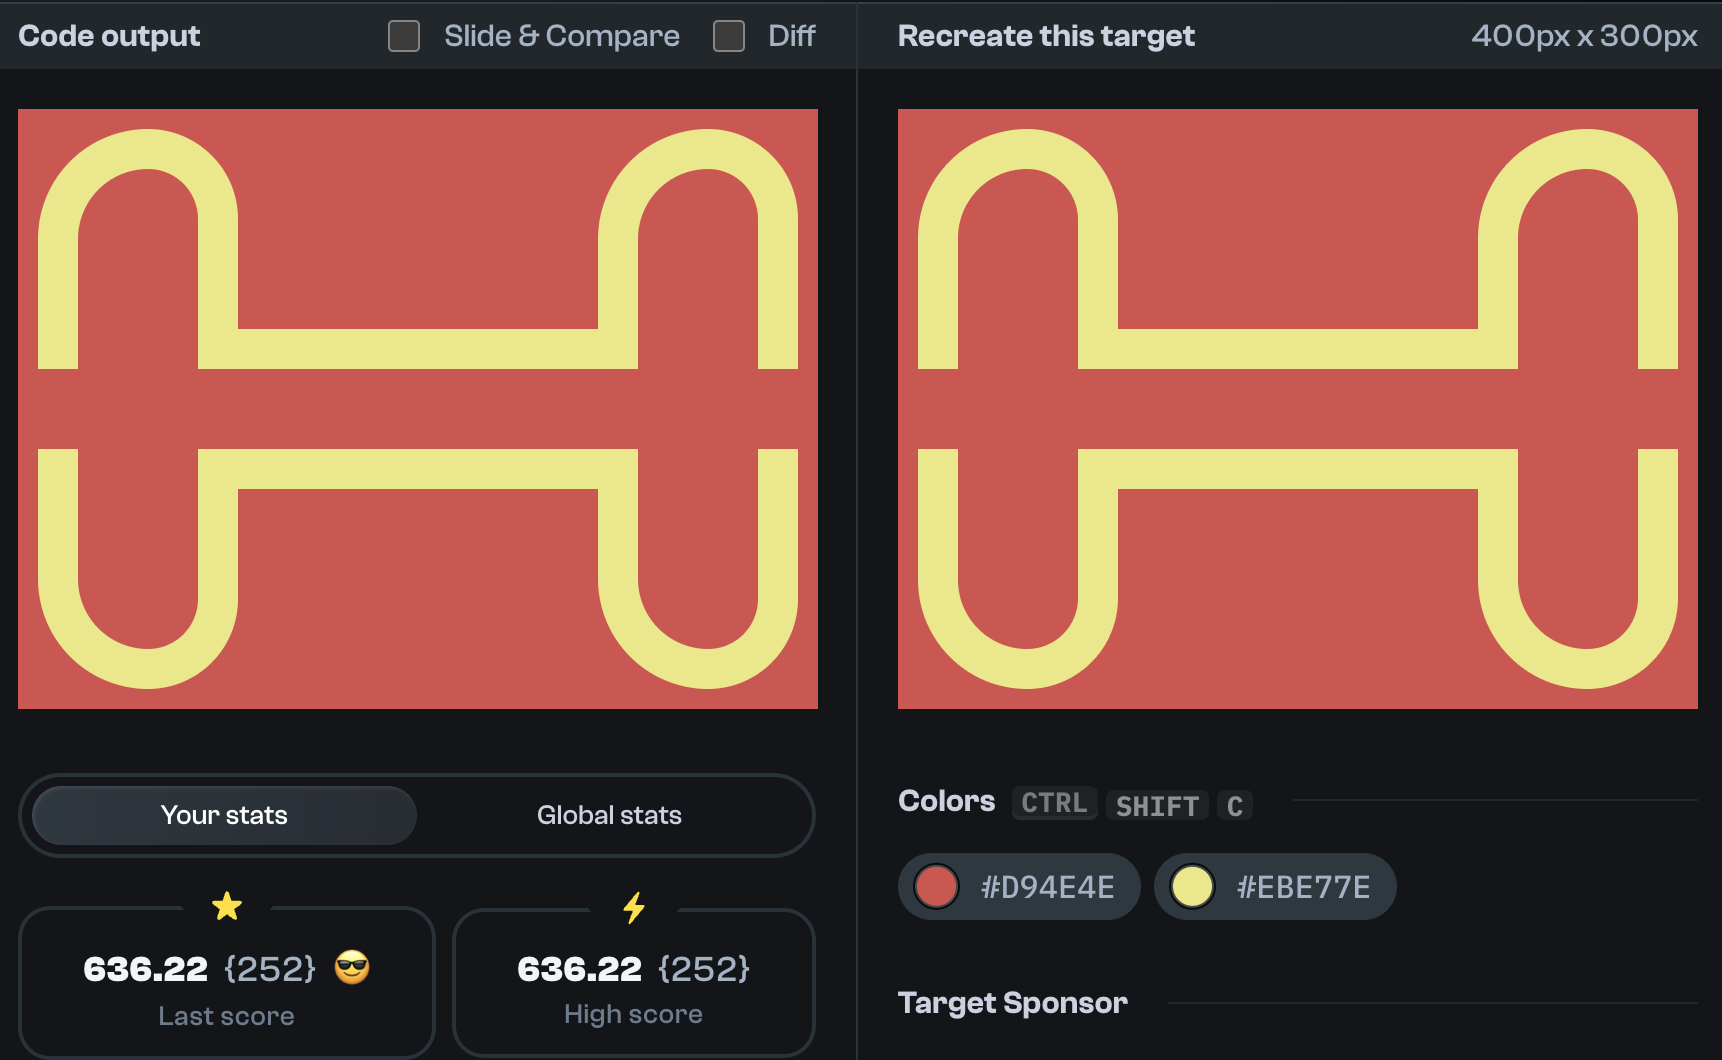 Code output
Slide & Compare
Diff
Recreate this target
400px x 300px
Your stats
Global stats
636.22 {252}
Last score
636.22 {252}
High score
Colors CTRL SHIFT C
#D94E4E
#EBE77E
Target Sponsor